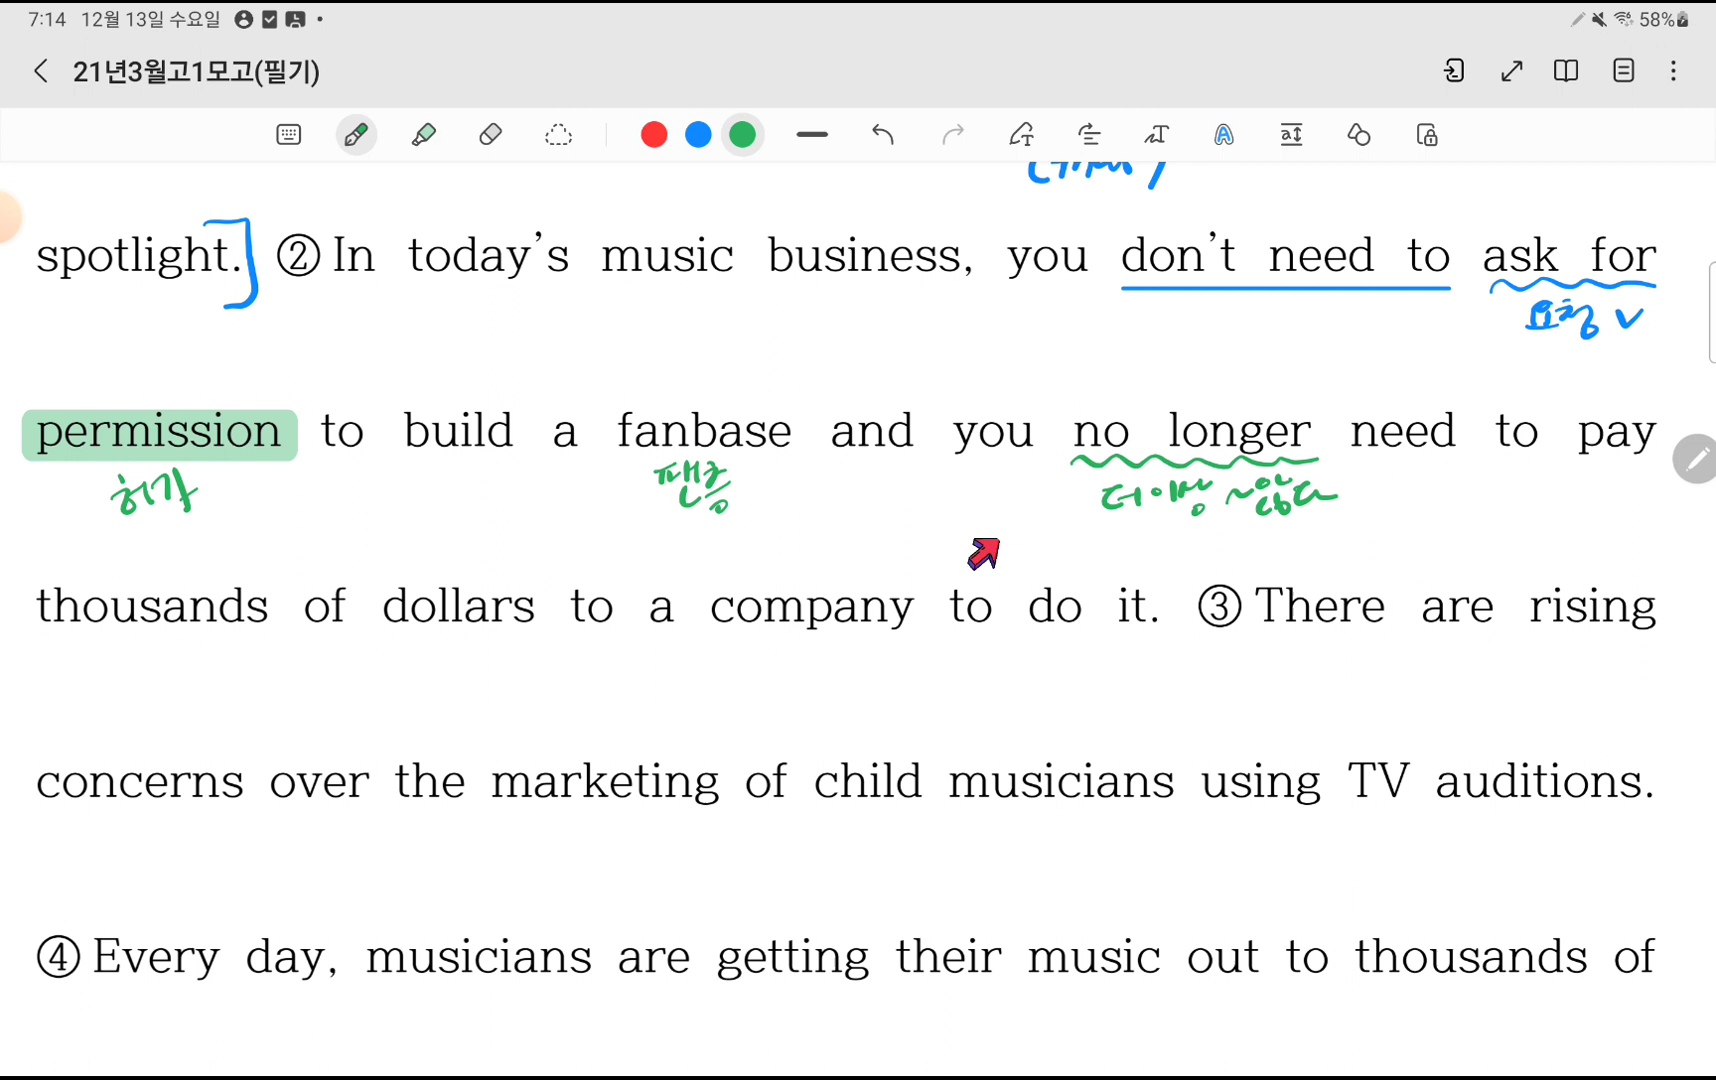 7:14 12월 13일 수요일 58%
21년3월고1모고(필기)
spotlight.] ② In today's music business, you don't need to ask for
요청 v
permission to build a fanbase and you no longer need to pay
허가 팬층 더이상 ~않다
thousands of dollars to a company to do it. ③ There are rising
concerns over the marketing of child musicians using TV auditions.
④ Every day, musicians are getting their music out to thousands of